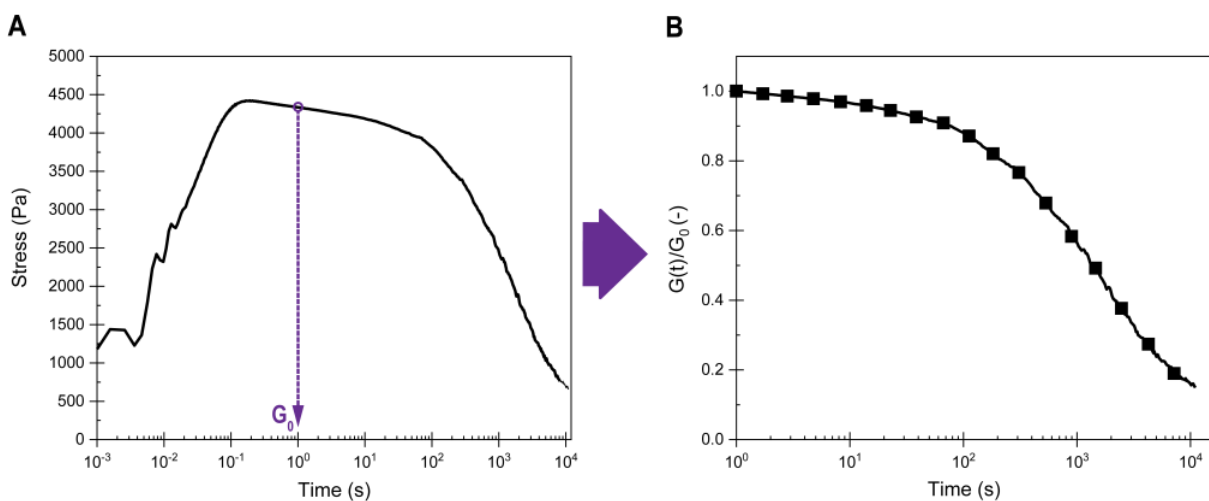 A
5000
4500
4000
3500
3000
2500
2000
1500
1000
500
0
Stress (Pa)
G₀
10⁻³ 10⁻² 10⁻¹ 10⁰ 10¹ 10² 10³ 10⁴
Time (s)
B
1.0
0.8
0.6
0.4
0.2
0.0
G(t)/G₀ (-)
10⁰ 10¹ 10² 10³ 10⁴
Time (s)